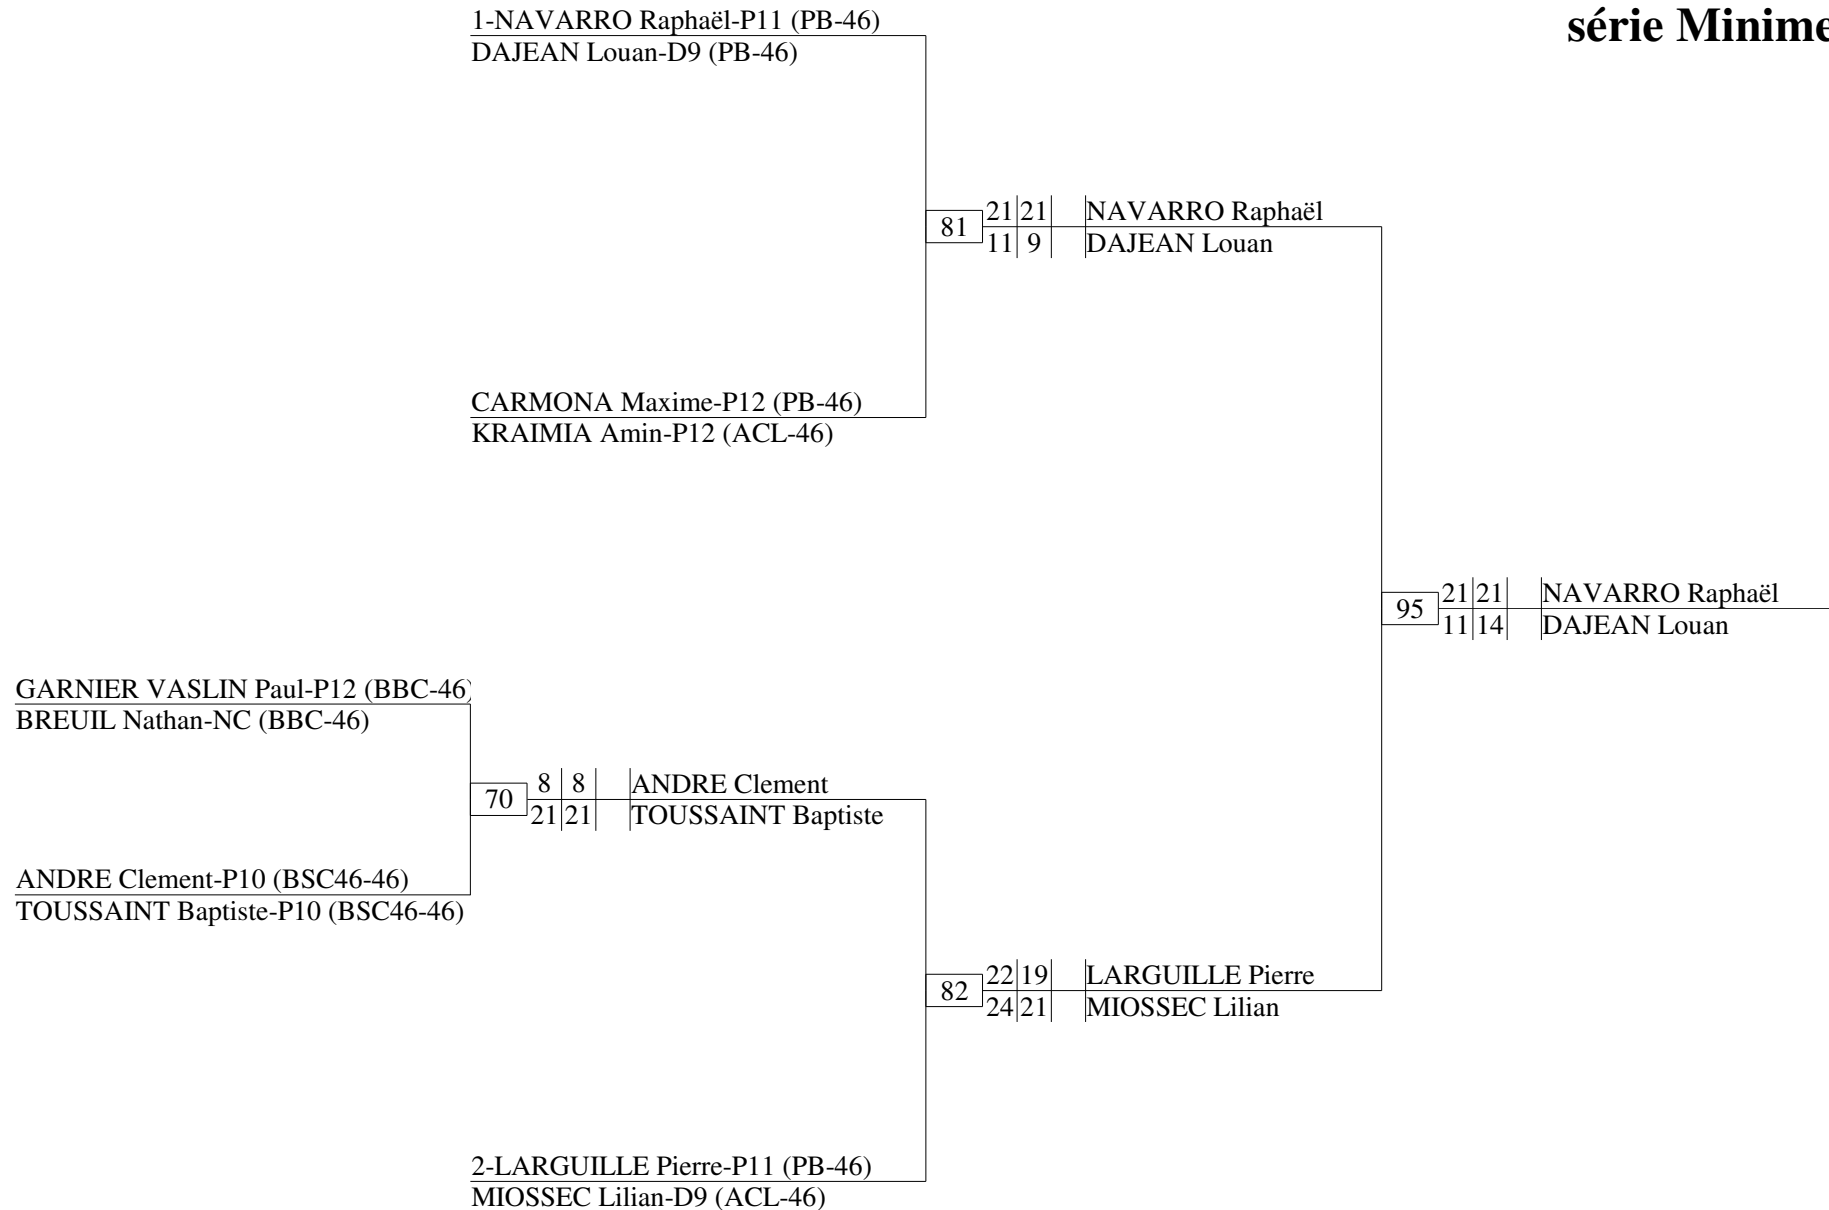 1-NAVARRO Raphaël-P11 (PB-46)
DAJEAN Louan-D9 (PB-46)
série Minime
21 21 NAVARRO Raphaël
81
11 9 DAJEAN Louan
CARMONA Maxime-P12 (PB-46)
KRAIMIA Amin-P12 (ACL-46)
21 21 NAVARRO Raphaël
95
11 14 DAJEAN Louan
GARNIER VASLIN Paul-P12 (BBC-46)
BREUIL Nathan-NC (BBC-46)
8 8 ANDRE Clement
70
21 21 TOUSSAINT Baptiste
ANDRE Clement-P10 (BSC46-46)
TOUSSAINT Baptiste-P10 (BSC46-46)
22 19 LARGUILLE Pierre
82
24 21 MIOSSEC Lilian
2-LARGUILLE Pierre-P11 (PB-46)
MIOSSEC Lilian-D9 (ACL-46)